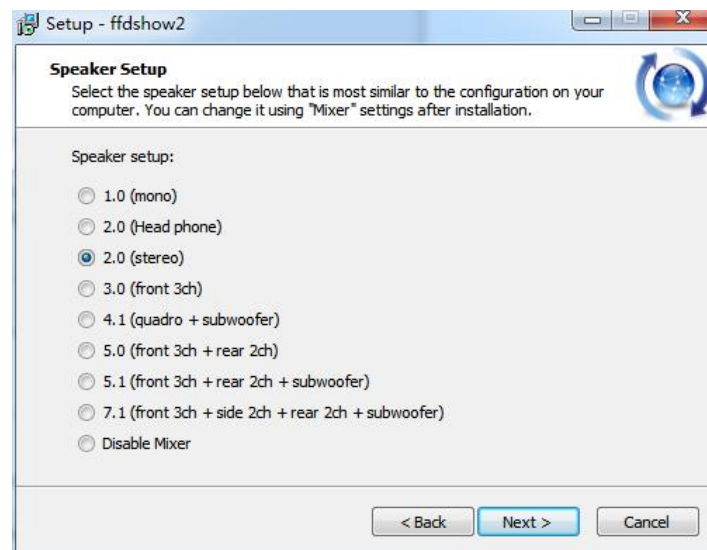 Setup - ffdshow2
Speaker Setup
Select the speaker setup below that is most similar to the configuration on your
computer. You can change it using "Mixer" settings after installation.
Speaker setup:
1.0 (mono)
2.0 (Head phone)
2.0 (stereo)
3.0 (front 3ch)
4.1 (quadro + subwoofer)
5.0 (front 3ch + rear 2ch)
5.1 (front 3ch + rear 2ch + subwoofer)
7.1 (front 3ch + side 2ch + rear 2ch + subwoofer)
Disable Mixer
< Back Next > Cancel